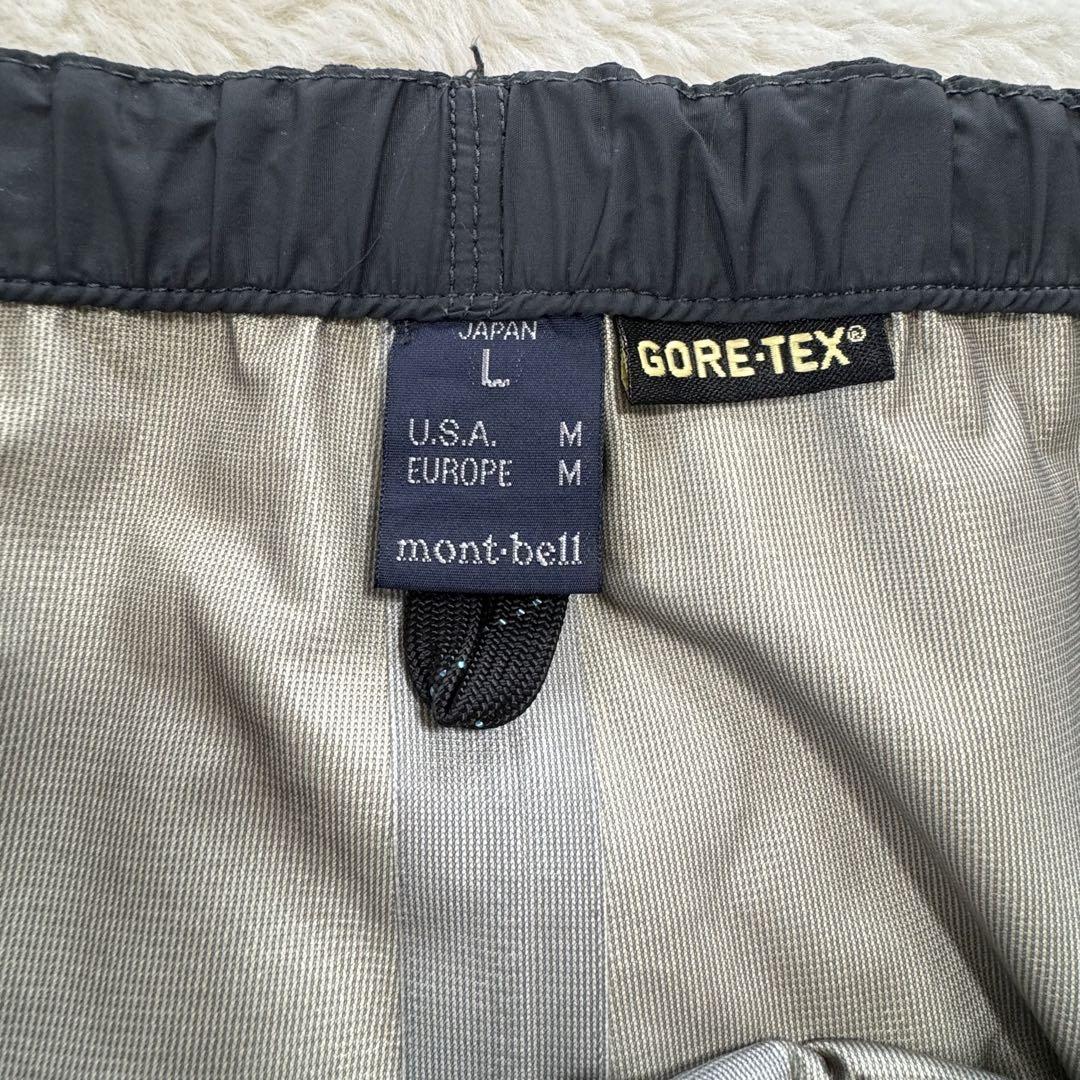 JAPAN
L
U.S.A. M
EUROPE M
mont-bell
GORE-TEX®